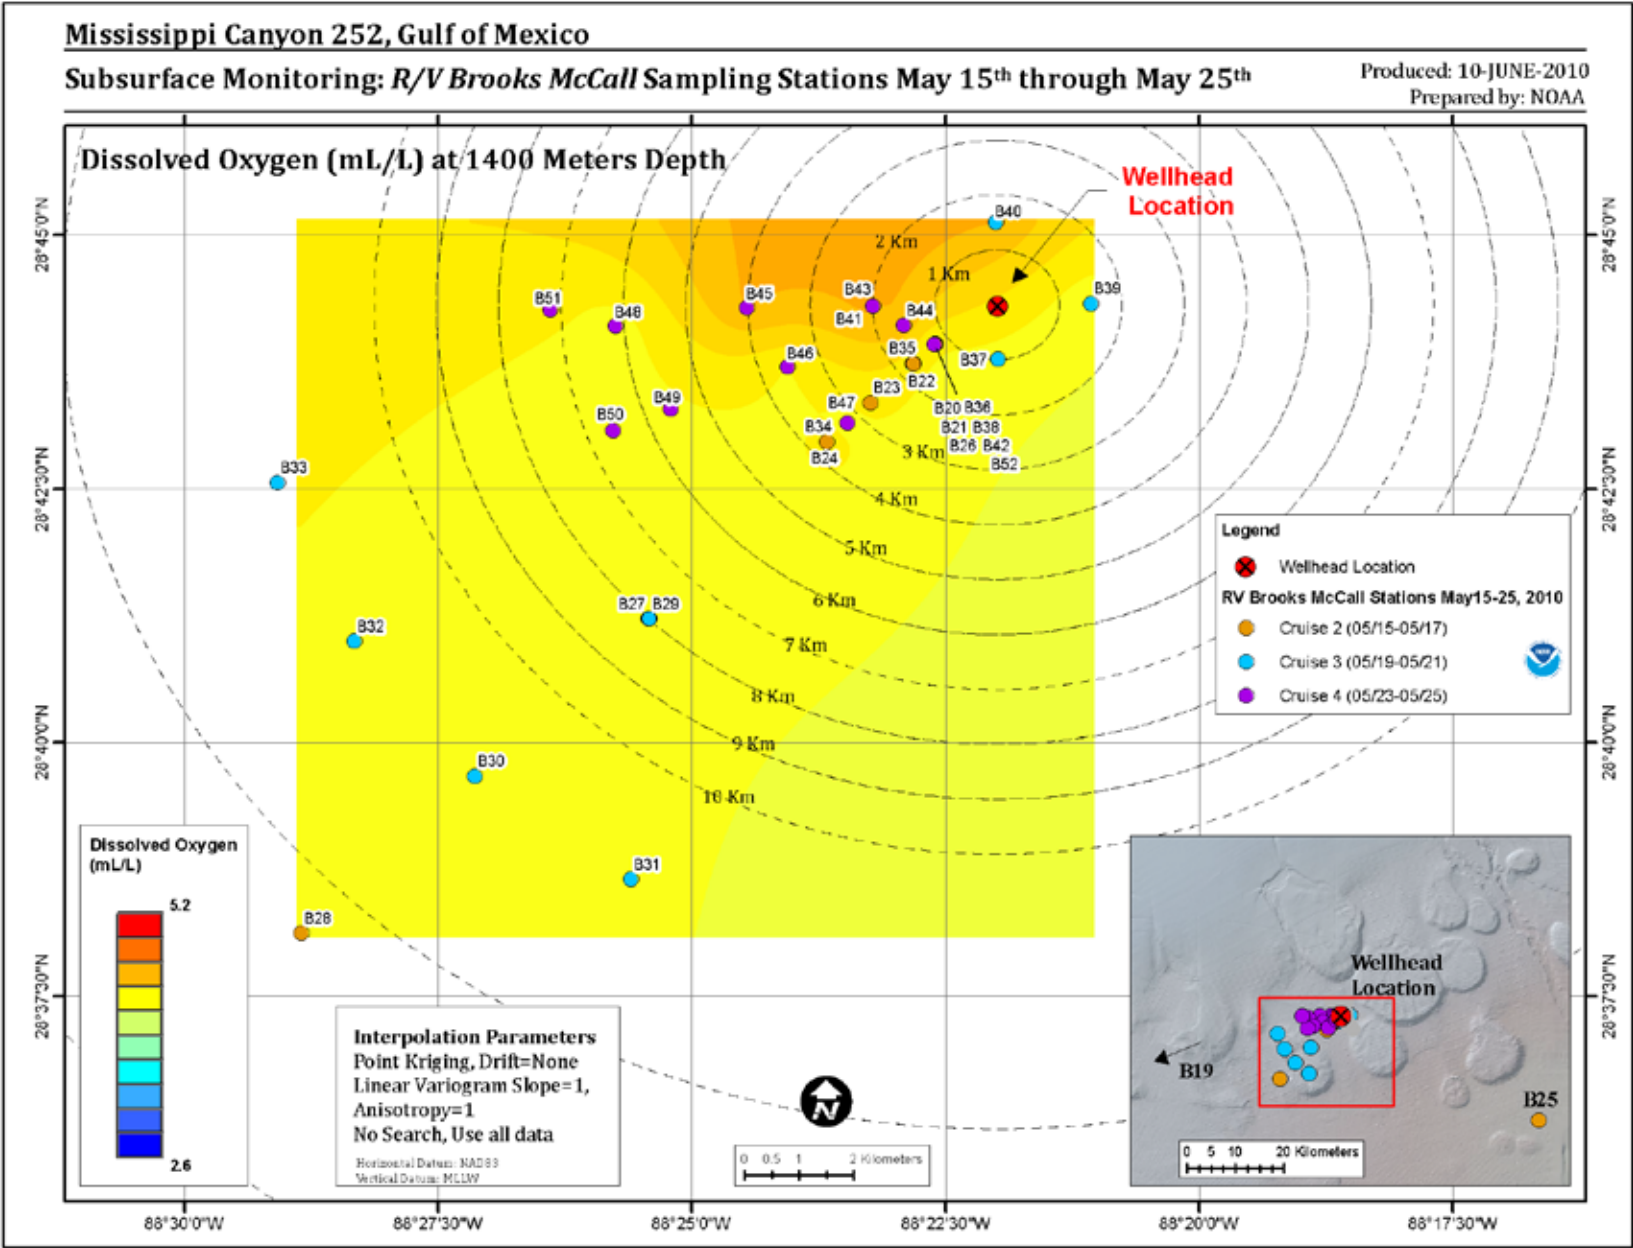 Mississippi Canyon 252, Gulf of Mexico
Subsurface Monitoring: R/V Brooks McCall Sampling Stations May 15th through May 25th
Produced: 10-JUNE-2010
Prepared by: NOAA
Dissolved Oxygen (mL/L) at 1400 Meters Depth
Wellhead
Location
B40
2 Km
1 Km
B39
B43
B45
B51
B41
B44
B48
B35
B37
B46
B22
B23
B49
B47
B20 B36
B50
B34
B21 B38
B26 B42
B24
3 Km
B52
B33
4 Km
5 Km
6 Km
B27 B29
B32
7 Km
8 Km
9 Km
B30
10 Km
B31
B28
28°45'0"N
28°42'30"N
28°40'0"N
28°37'30"N
28°45'0"N
28°42'30"N
28°40'0"N
28°37'30"N
Legend
Wellhead Location
RV Brooks McCall Stations May15-25, 2010
Cruise 2 (05/15-05/17)
Cruise 3 (05/19-05/21)
Cruise 4 (05/23-05/25)
Dissolved Oxygen
(mL/L)
5.2
2.6
Interpolation Parameters
Point Kriging, Drift=None
Linear Variogram Slope=1,
Anisotropy=1
No Search, Use all data
Horizontal Datum: NAD83
Vertical Datum: MLLW
N
0 0.5 1 2 Kilometers
Wellhead
Location
B19
B25
0 5 10 20 Kilometers
88°30'0"W
88°27'30"W
88°25'0"W
88°22'30"W
88°20'0"W
88°17'30"W